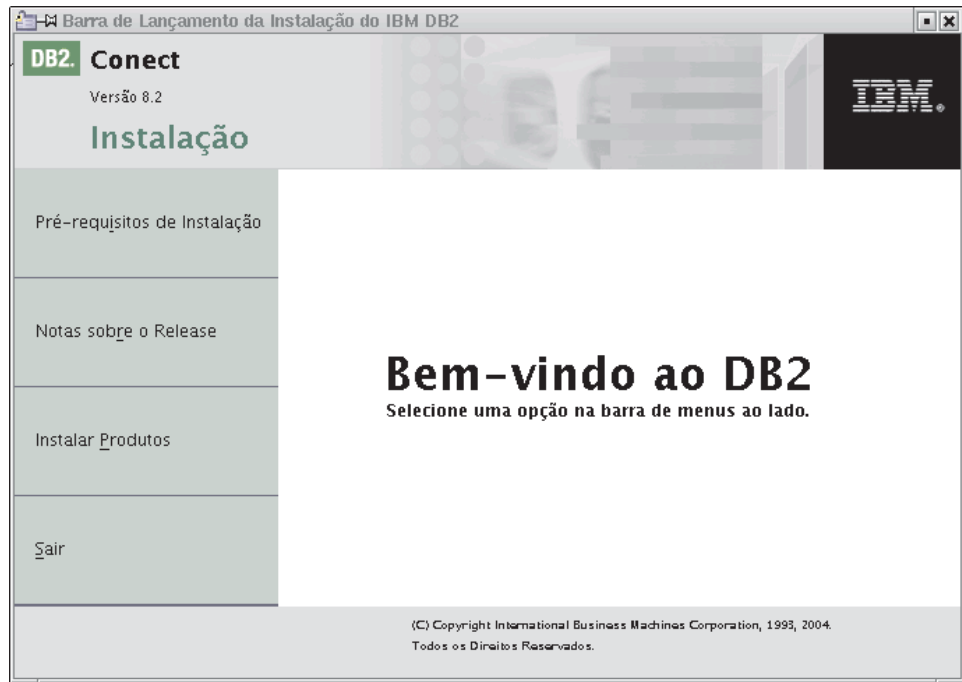 Barra de Lançamento da Instalação do IBM DB2
DB2. Conect
Versão 8.2
Instalação
IBM®
Pré-requisitos de Instalação
Notas sobre o Release
Instalar Produtos
Sair
Bem-vindo ao DB2
Selecione uma opção na barra de menus ao lado.
(C) Copyright International Business Machines Corporation, 1993, 2004.
Todos os Direitos Reservados.